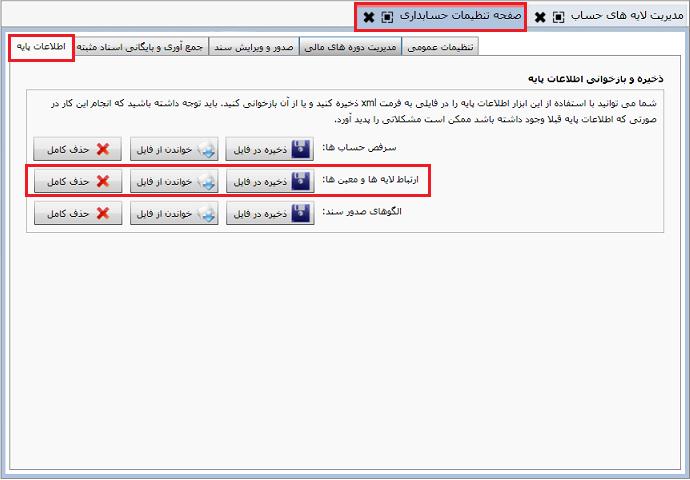 مدیریت لایه های حساب
صفحه تنظیمات حسابداری
تنظیمات عمومی
مدیریت دوره های مالی
صدور و ویرایش سند
جمع آوری و بایگانی اسناد مثبته
اطلاعات پایه
ذخیره و بازخوانی اطلاعات پایه
شما می توانید با استفاده از این ابزار اطلاعات پایه را در فایلی به فرمت xml ذخیره کنید و یا از آن بازخوانی کنید. باید توجه داشته باشید که انجام این کار در
صورتی که اطلاعات پایه قبلا وجود داشته باشد ممکن است مشکلاتی را پدید آورد.
سرفص حساب ها: ذخیره در فایل خواندن از فایل حذف کامل
ارتباط لایه ها و معین ها: ذخیره در فایل خواندن از فایل حذف کامل
الگوهای صدور سند: ذخیره در فایل خواندن از فایل حذف کامل